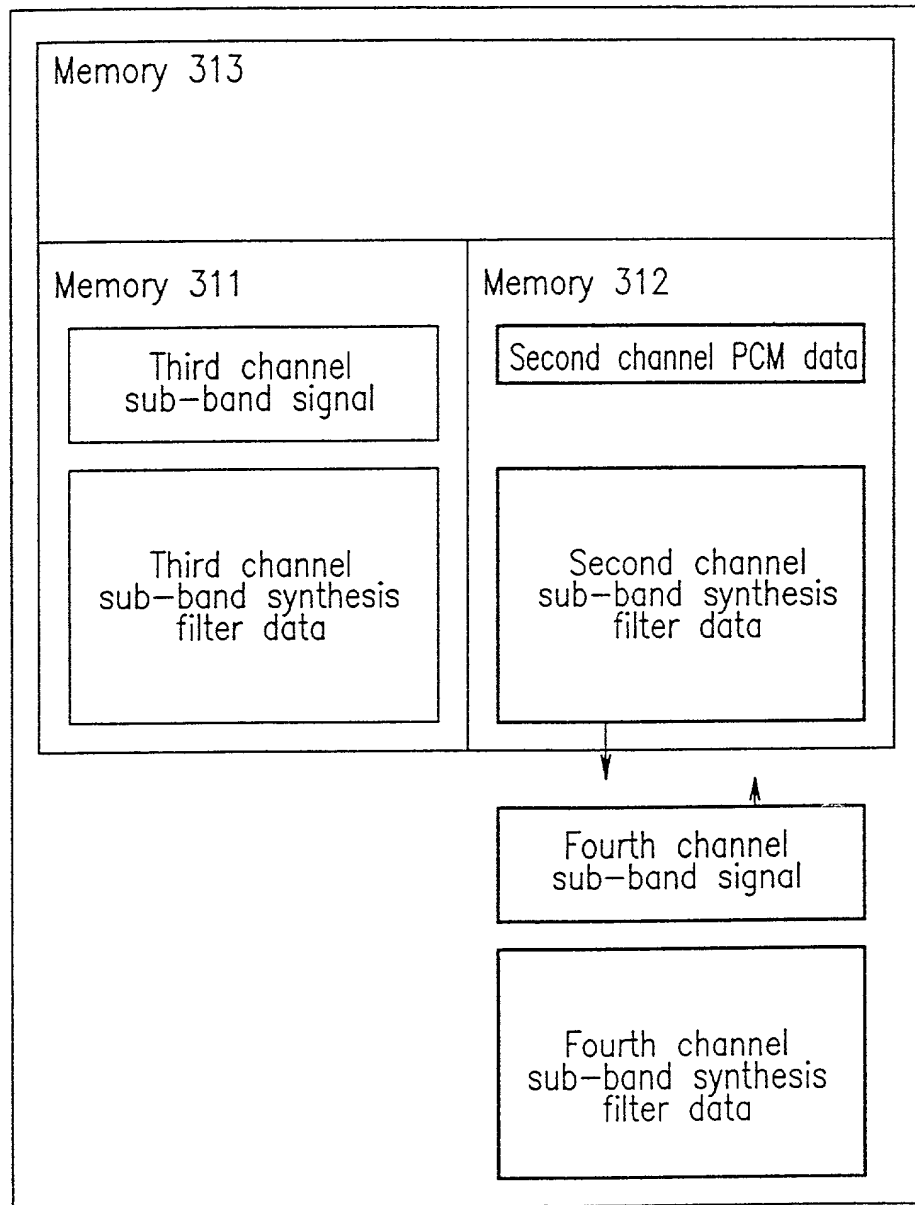 Memory 313
Memory 311
Third channel
sub-band signal
Third channel
sub-band synthesis
filter data
Memory 312
Second channel PCM data
Second channel
sub-band synthesis
filter data
Fourth channel
sub-band signal
Fourth channel
sub-band synthesis
filter data